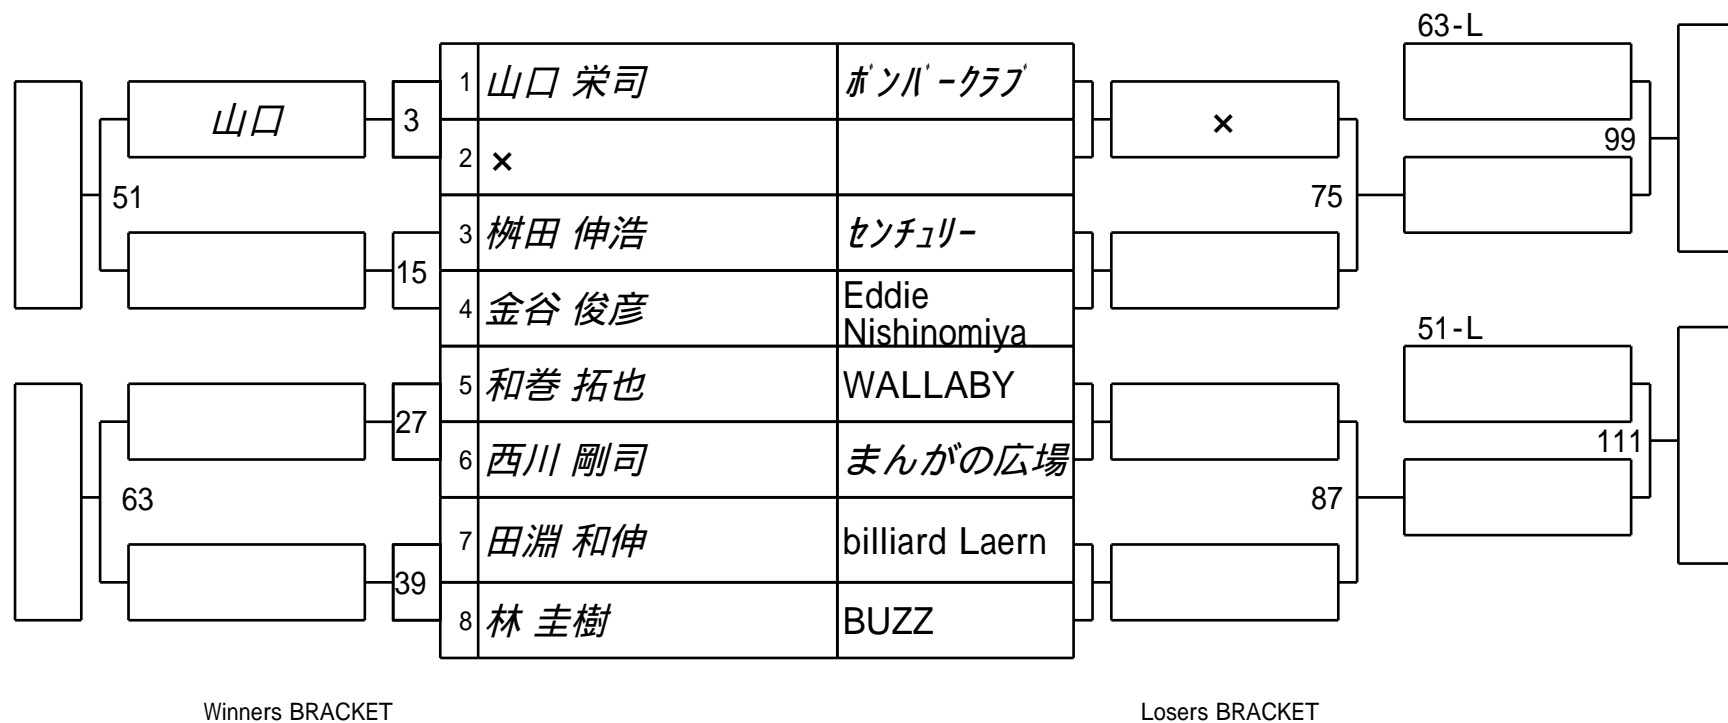 63-L
1 山口 栄司 ボンバークラブ
山口 3 × 99
2 ×
51 75
3 桝田 伸浩 センチュリー
15
4 金谷 俊彦 Eddie
Nishinomiya
51-L
5 和巻 拓也 WALLABY
27 111
6 西川 剛司 まんがの広場
63 87
7 田淵 和伸 billiard Laern
39
8 林 圭樹 BUZZ
Winners BRACKET Losers BRACKET